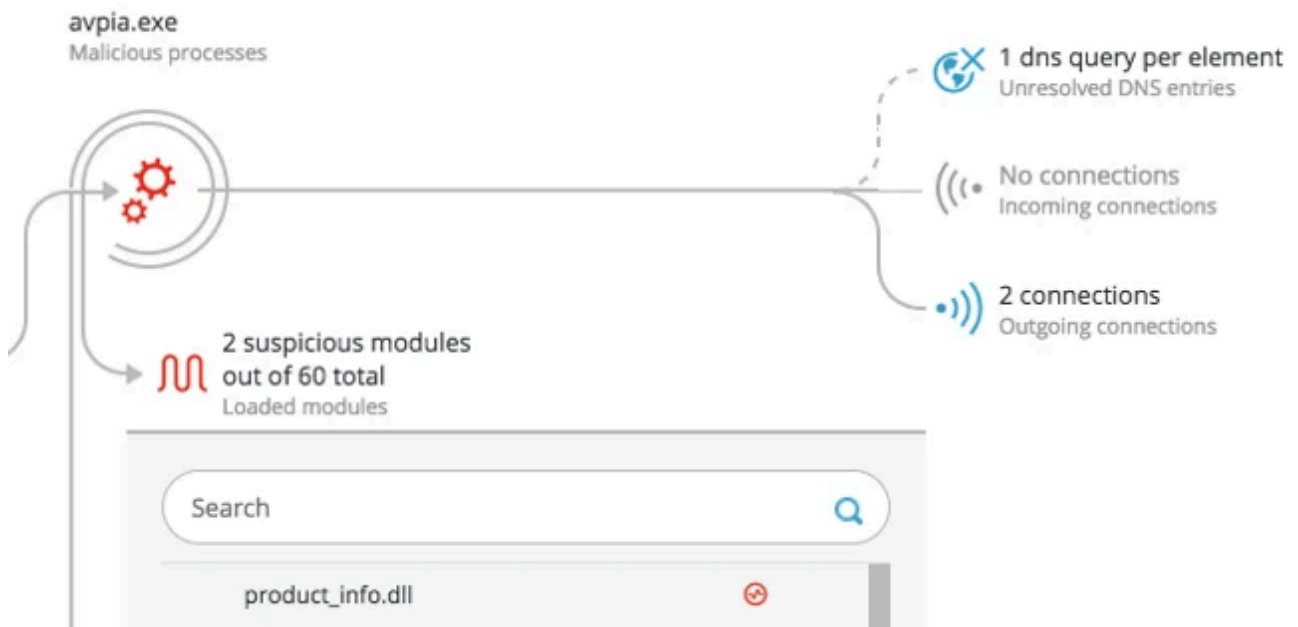 avpia.exe
Malicious processes
1 dns query per element
Unresolved DNS entries
No connections
Incoming connections
2 connections
Outgoing connections
2 suspicious modules
out of 60 total
Loaded modules
Search
product_info.dll